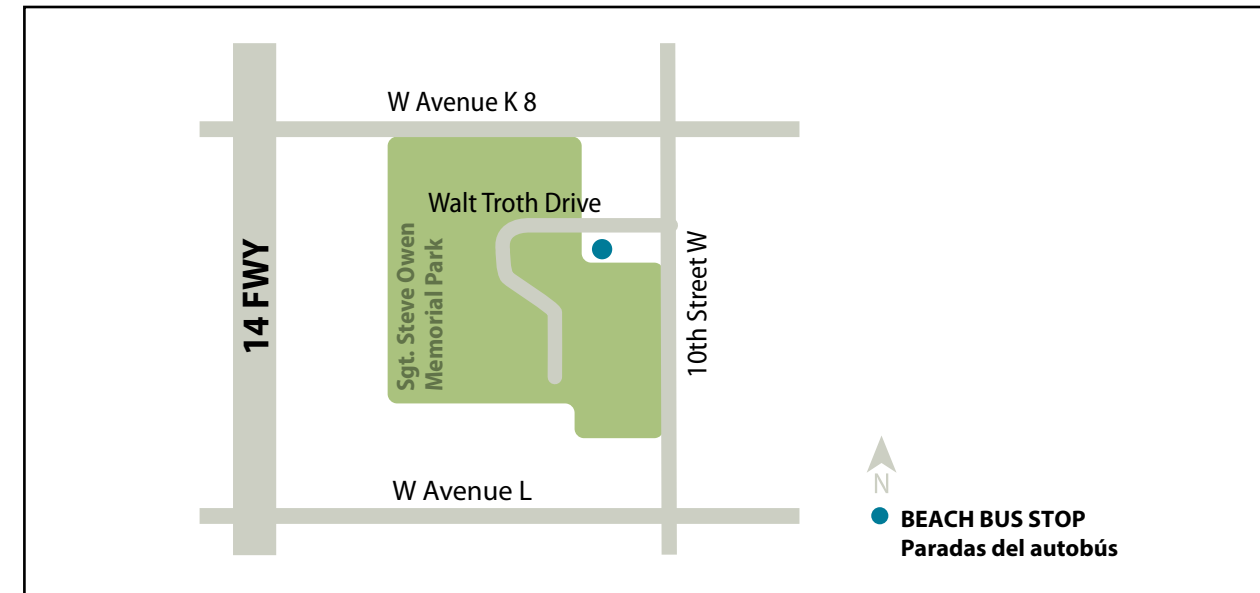 W Avenue K 8
Walt Troth Drive
14 FWY
Sgt. Steve Owen
Memorial Park
10th Street W
W Avenue L
N
BEACH BUS STOP
Paradas del autobús